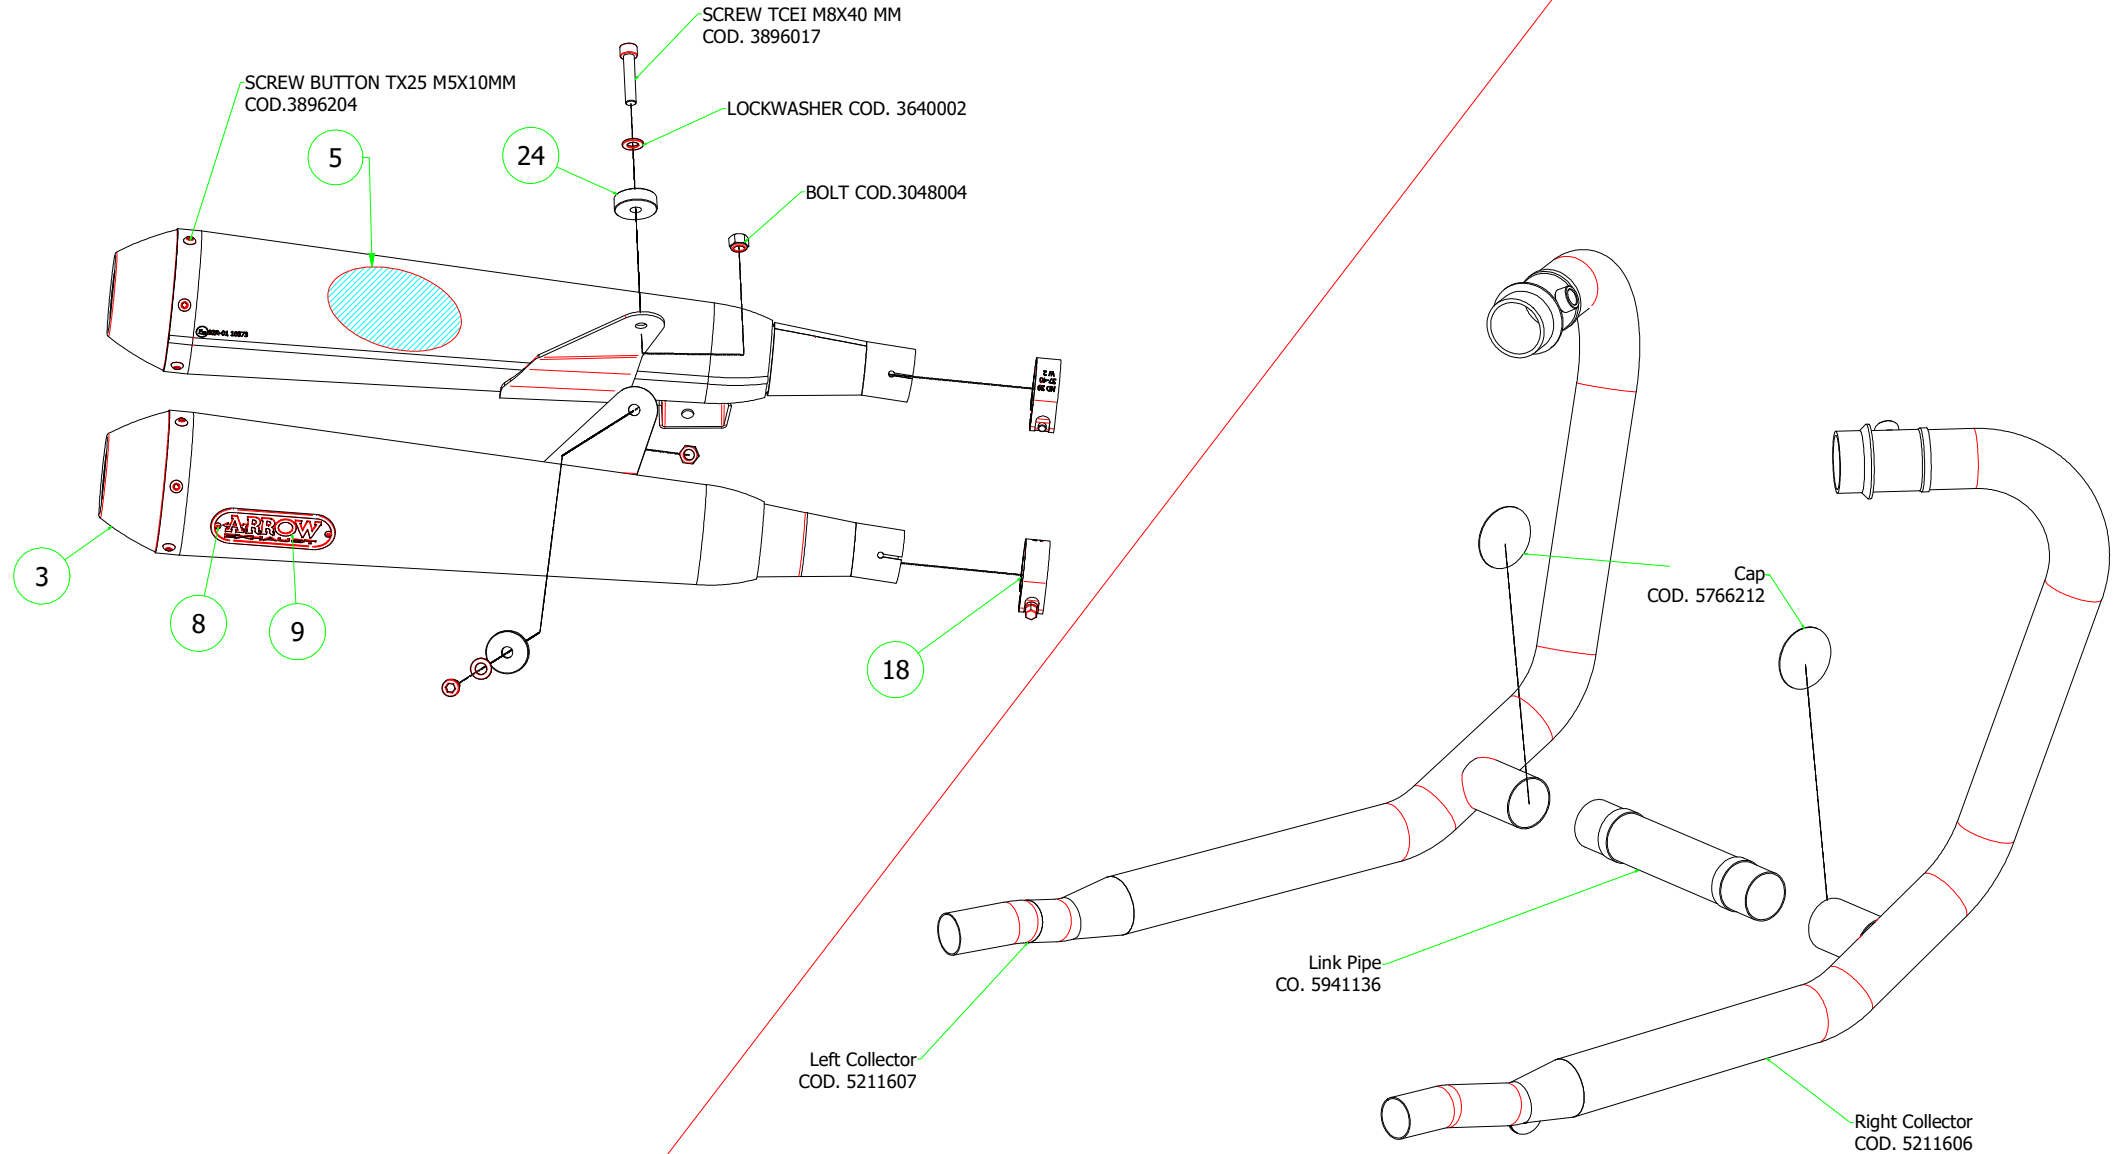 SCREW TCEI M8X40 MM
COD. 3896017
SCREW BUTTON TX25 M5X10MM
COD.3896204
LOCKWASHER COD. 3640002
5
24
BOLT COD.3048004
ARROW
3
8
9
18
Cap
COD. 5766212
Link Pipe
CO. 5941136
Left Collector
COD. 5211607
Right Collector
COD. 5211606